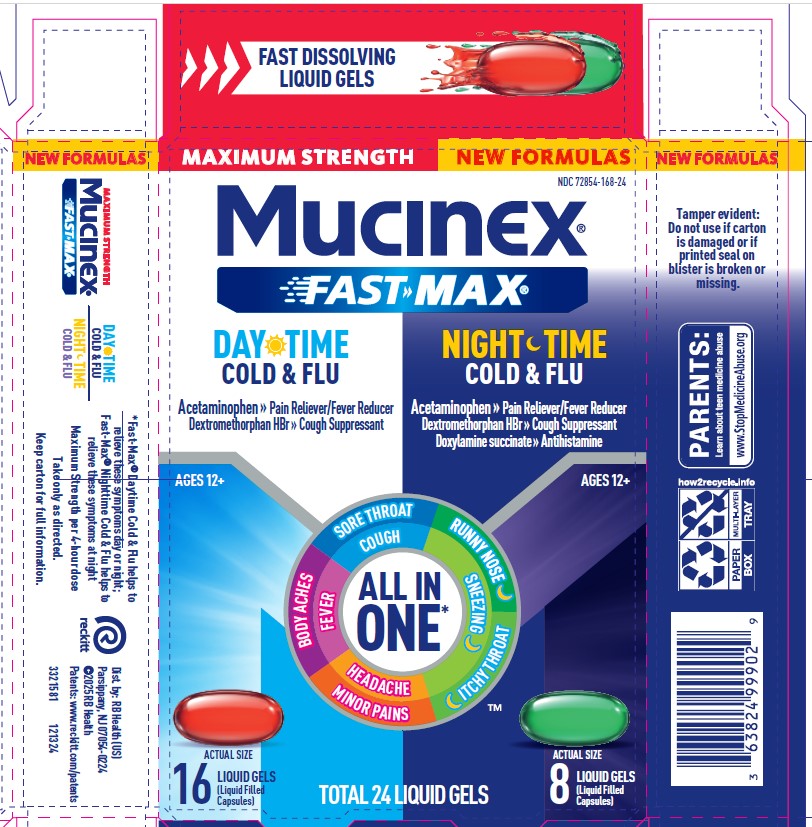 FAST DISSOLVING
LIQUID GELS
NEW FORMULAS
MAXIMUM STRENGTH
NEW FORMULAS
NEW FORMULAS
NDC 72854-168-24
Mucinex®
FAST»MAX®
DAY TIME
COLD & FLU
Acetaminophen » Pain Reliever/Fever Reducer
Dextromethorphan HBr » Cough Suppressant
NIGHT TIME
COLD & FLU
Acetaminophen » Pain Reliever/Fever Reducer
Dextromethorphan HBr » Cough Suppressant
Doxylamine succinate » Antihistamine
AGES 12+
AGES 12+
SORE THROAT
COUGH
RUNNY NOSE
SNEEZING
ITCHY THROAT
HEADACHE
MINOR PAINS
BODY ACHES
FEVER
ALL IN
ONE*
TM
ACTUAL SIZE
16 LIQUID GELS
(Liquid Filled
Capsules)
TOTAL 24 LIQUID GELS
ACTUAL SIZE
8 LIQUID GELS
(Liquid Filled
Capsules)
MAXIMUM STRENGTH
Mucinex®
FAST»MAX®
DAY TIME
COLD & FLU
NIGHT TIME
COLD & FLU
*Fast-Max® Daytime Cold & Flu helps to
relieve these symptoms day or night;
Fast-Max® Nighttime Cold & Flu helps to
relieve these symptoms at night
Maximum Strength per 4-hour dose
Take only as directed.
Keep carton for full information.
reckitt
Dist. by: RB Health (US)
Parsippany, NJ 07054-0224
©2025 RB Health
Patents: www.reckitt.com/patents
3321581 121324
Tamper evident:
Do not use if carton
is damaged or if
printed seal on
blister is broken or
missing.
PARENTS:
Learn about teen medicine abuse
www.StopMedicineAbuse.org
how2recycle.info
MULTI-LAYER
TRAY
PAPER
BOX
3 63824 99902 9